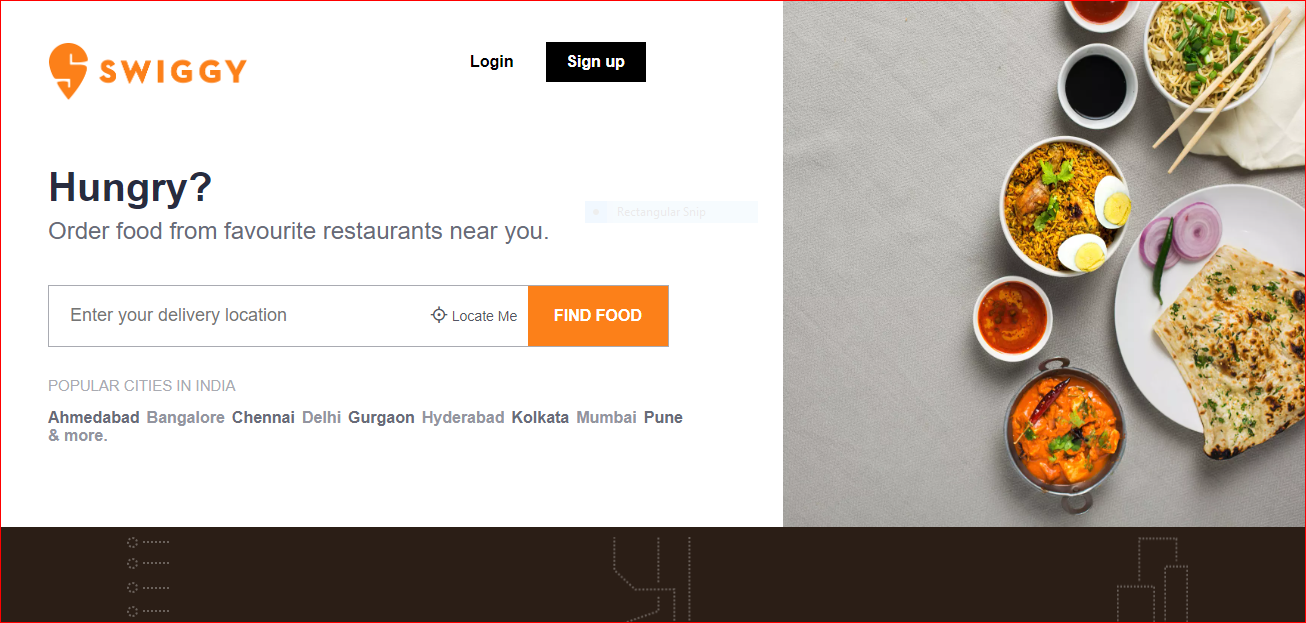 SWIGGY
Login
Sign up
Hungry?
Rectangular Snip
Order food from favourite restaurants near you.
Enter your delivery location
Locate Me
FIND FOOD
POPULAR CITIES IN INDIA
Ahmedabad Bangalore Chennai Delhi Gurgaon Hyderabad Kolkata Mumbai Pune
& more.